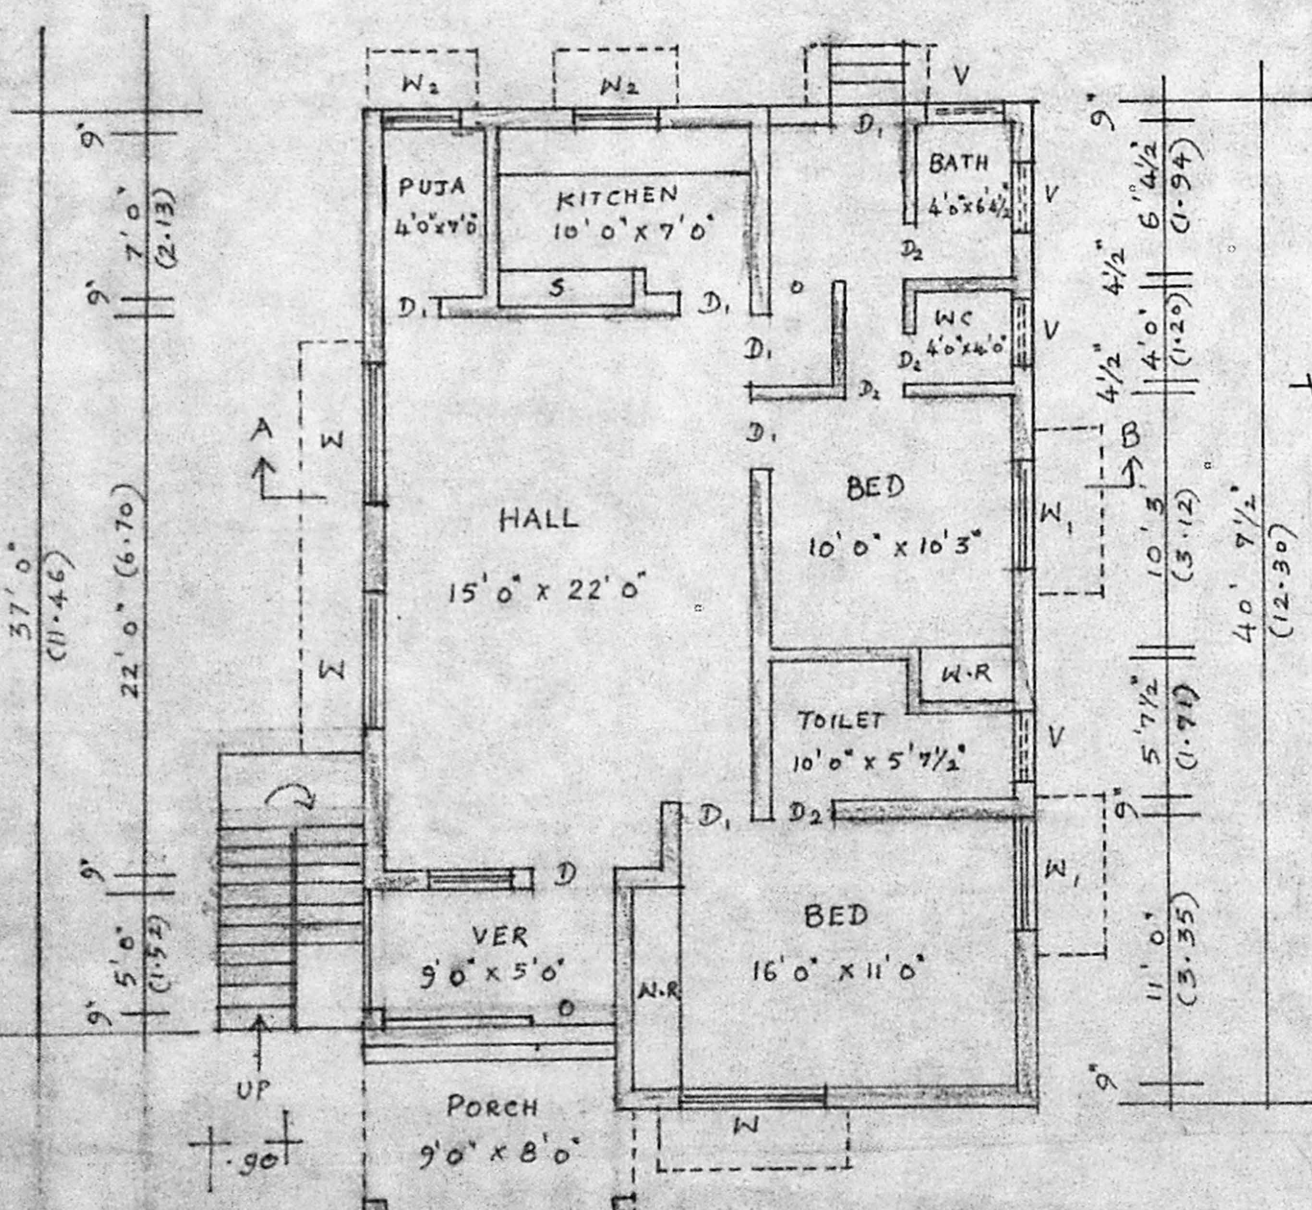 W2
W2
V
9"
9"
D1
BATH
4'0" x 6'4½"
6' 4½"
(1.94)
V
PUJA
4'0" x 7'0"
KITCHEN
10' 0" x 7' 0"
7' 0"
(2.13)
D2
4½"
9"
S
O
D1
D1
WC
4'0" x 4'0"
V
4' 0"
(1.20)
D1
D2
4½"
D2
A
W
D1
B
BED
10' 0" x 10' 3"
W1
10' 3
(3.12)
HALL
15' 0" x 22' 0"
40' 7½"
(12.30)
37' 0"
(11.46)
22' 0" (6.70)
W
W.R
TOILET
10' 0" x 5' 7½"
V
5' 7½"
(1.71)
D1
D2
9"
9"
D
W1
BED
16' 0" x 11' 0"
VER
9' 0" x 5' 0"
5' 0"
(1.52)
W.R
11' 0"
(3.35)
O
9"
UP
9"
PORCH
9' 0" x 8' 0"
W
.90